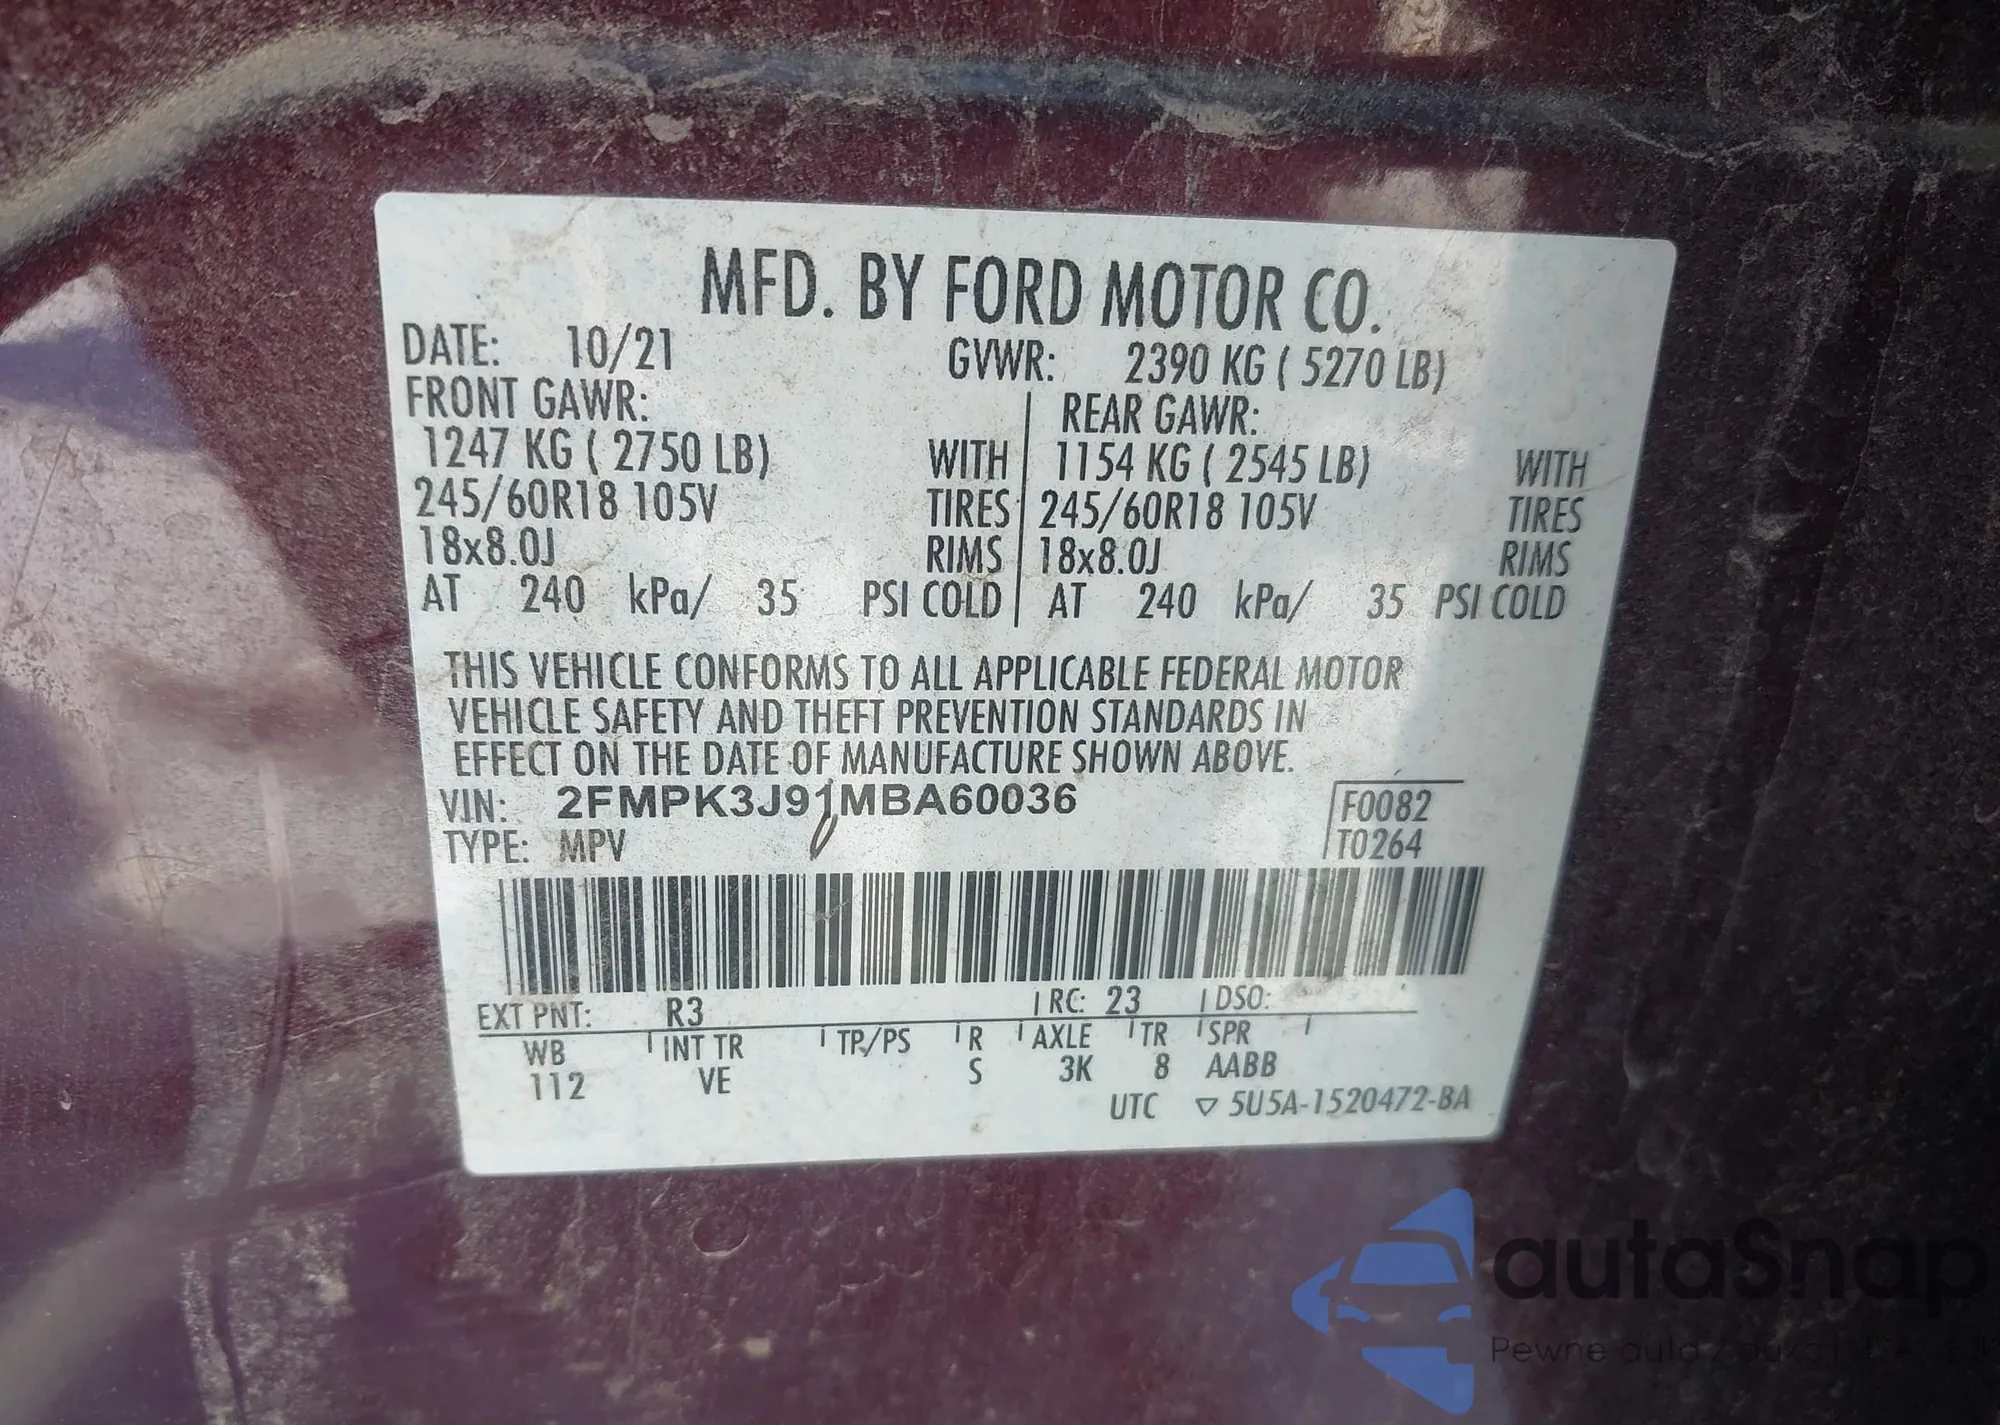 MFD. BY FORD MOTOR CO.
DATE: 10/21 GVWR: 2390 KG ( 5270 LB)
FRONT GAWR: REAR GAWR:
1247 KG ( 2750 LB) WITH 1154 KG ( 2545 LB) WITH
245/60R18 105V TIRES 245/60R18 105V TIRES
18x8.0J RIMS 18x8.0J RIMS
AT 240 kPa/ 35 PSI COLD AT 240 kPa/ 35 PSI COLD
THIS VEHICLE CONFORMS TO ALL APPLICABLE FEDERAL MOTOR
VEHICLE SAFETY AND THEFT PREVENTION STANDARDS IN
EFFECT ON THE DATE OF MANUFACTURE SHOWN ABOVE.
VIN: 2FMPK3J91MBA60036 F0082
TYPE: MPV T0264
EXT PNT: R3 RC: 23 DSO:
WB INT TR TP/PS R AXLE TR SPR
112 VE S 3K 8 AABB
UTC ▽ 5U5A-1520472-BA
autaSnap
Pewne auta z